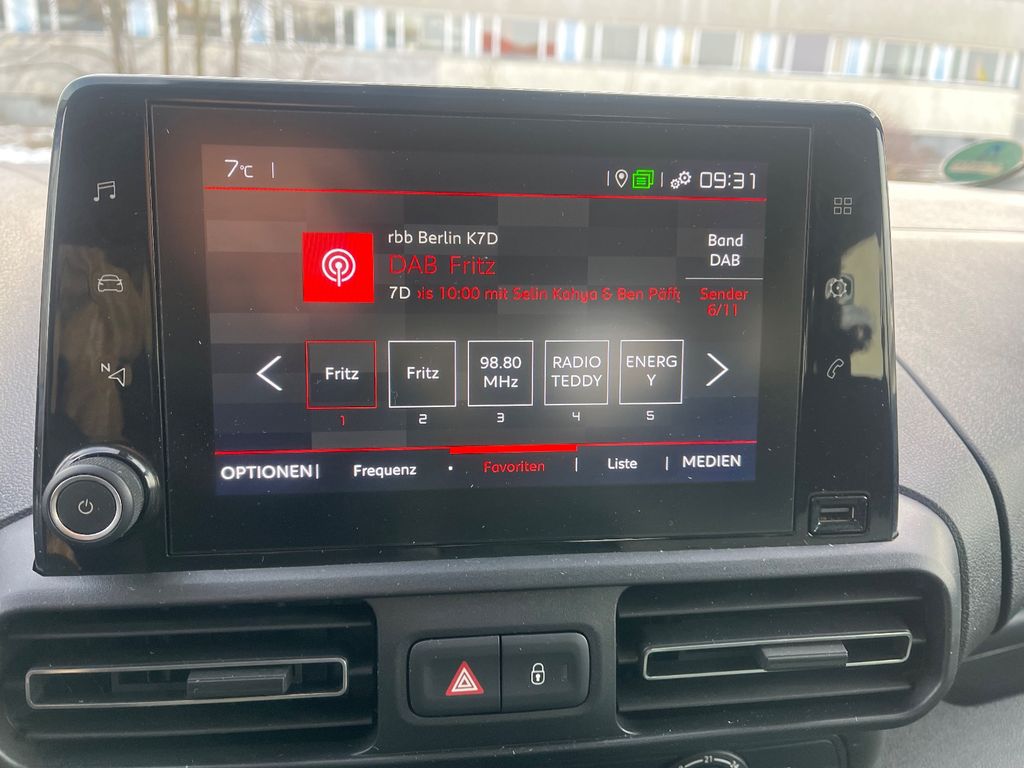 7°C
09:31
rbb Berlin K7D
DAB Fritz
7D is 10:00 mit Selin Kahya & Ben Päff
Band
DAB
Sender
6/11
Fritz
Fritz
98.80
MHz
RADIO
TEDDY
ENERG
Y
1
2
3
4
5
OPTIONEN
Frequenz
Favoriten
Liste
MEDIEN
N
21